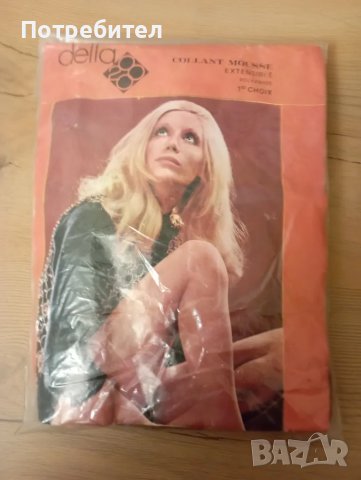 Потребител
della
COLLANT MOUSSE
EXTENSIBLE
1er CHOIX
BAZAR